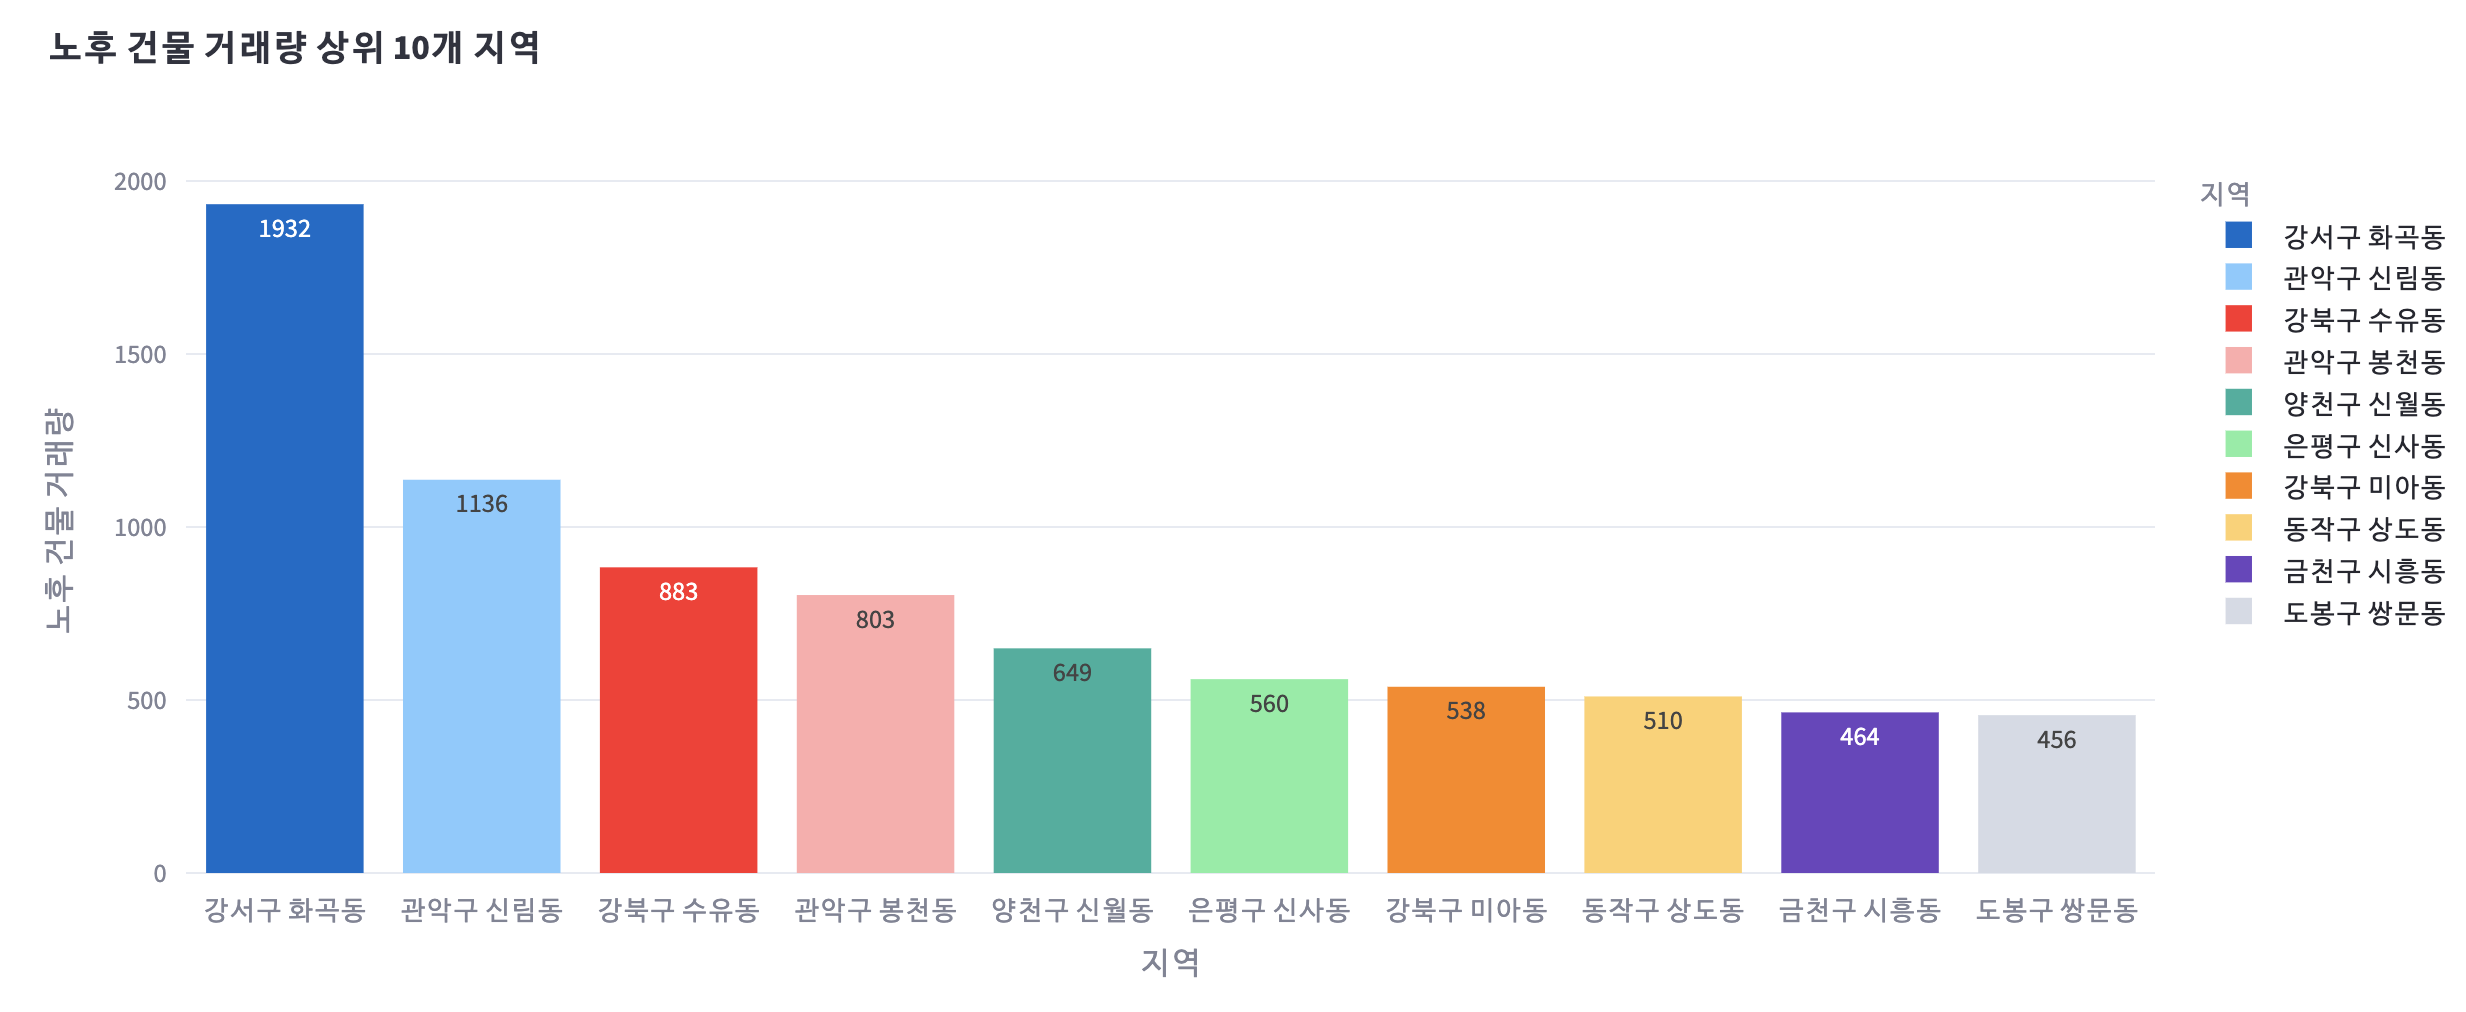 노후 건물 거래량 상위 10개 지역
노후 건물 거래량
2000
1500
1000
500
0
1932
1136
883
803
649
560
538
510
464
456
강서구 화곡동
관악구 신림동
강북구 수유동
관악구 봉천동
양천구 신월동
은평구 신사동
강북구 미아동
동작구 상도동
금천구 시흥동
도봉구 쌍문동
지역
지역
강서구 화곡동
관악구 신림동
강북구 수유동
관악구 봉천동
양천구 신월동
은평구 신사동
강북구 미아동
동작구 상도동
금천구 시흥동
도봉구 쌍문동